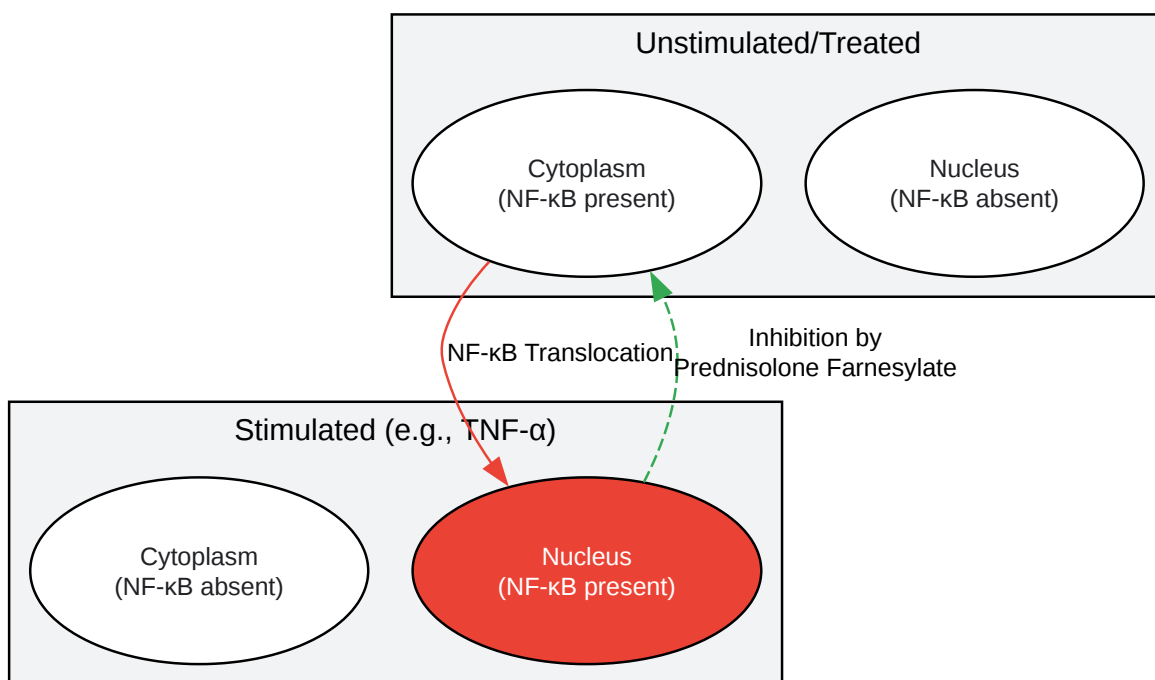 Unstimulated/Treated
Cytoplasm
(NF-κB present)
Nucleus
(NF-κB absent)
NF-κB Translocation
Inhibition by
Prednisolone Farnesylate
Stimulated (e.g., TNF-α)
Cytoplasm
(NF-κB absent)
Nucleus
(NF-κB present)